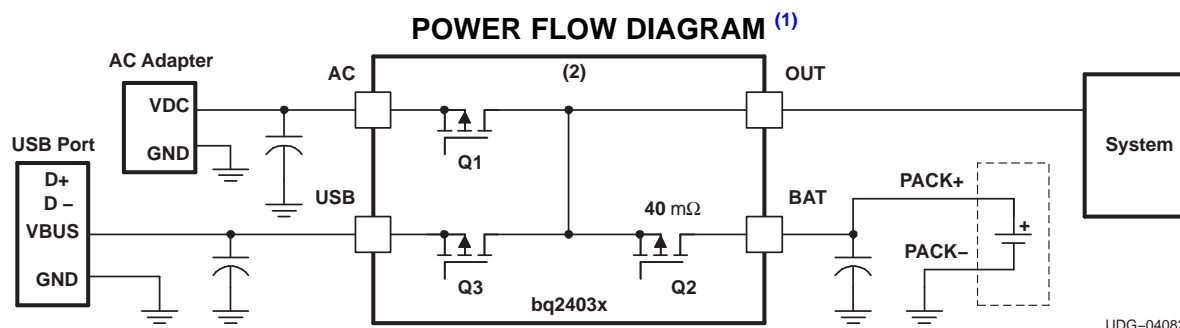 POWER FLOW DIAGRAM (1)
AC Adapter
AC
(2)
OUT
VDC
GND
Q1
System
USB Port
D+
D –
VBUS
GND
USB
40 mΩ
BAT
PACK+
+
PACK–
Q3
Q2
bq2403x